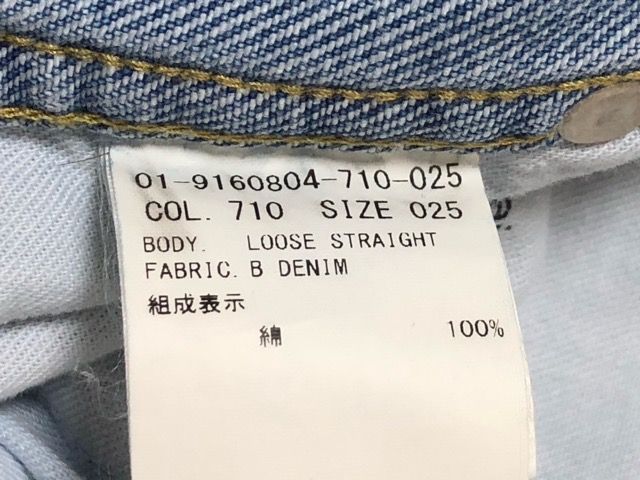 01-9160804-710-025
COL. 710 SIZE 025
BODY. LOOSE STRAIGHT
FABRIC. B DENIM
組成表示
綿 100%